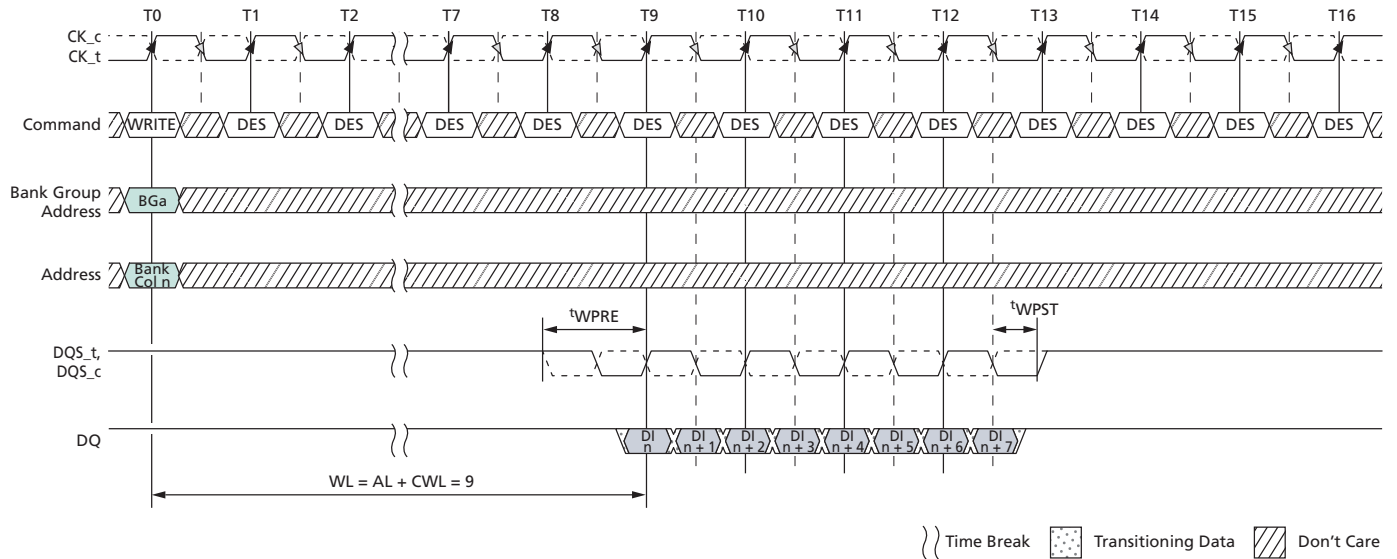 T0 T1 T2 T7 T8 T9 T10 T11 T12 T13 T14 T15 T16
CK_c
CK_t
Command WRITE DES DES DES DES DES DES DES DES DES DES DES DES
Bank Group
Address
BGa
Address
Bank
Col n
tWPRE tWPST
DQS_t,
DQS_c
DQ
DI
n
DI
n + 1
DI
n + 2
DI
n + 3
DI
n + 4
DI
n + 5
DI
n + 6
DI
n + 7
WL = AL + CWL = 9
Time Break Transitioning Data Don't Care